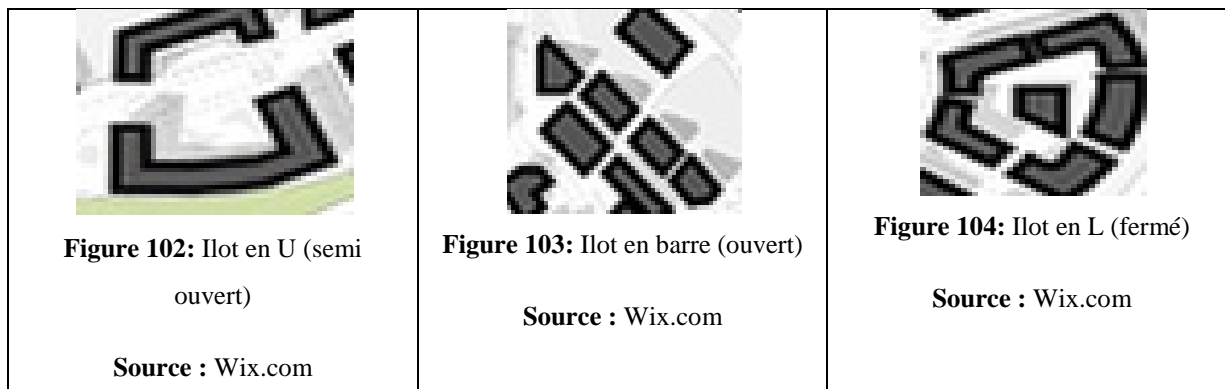 Figure 102: Ilot en U (semi
ouvert)
Source : Wix.com
Figure 103: Ilot en barre (ouvert)
Source : Wix.com
Figure 104: Ilot en L (fermé)
Source : Wix.com